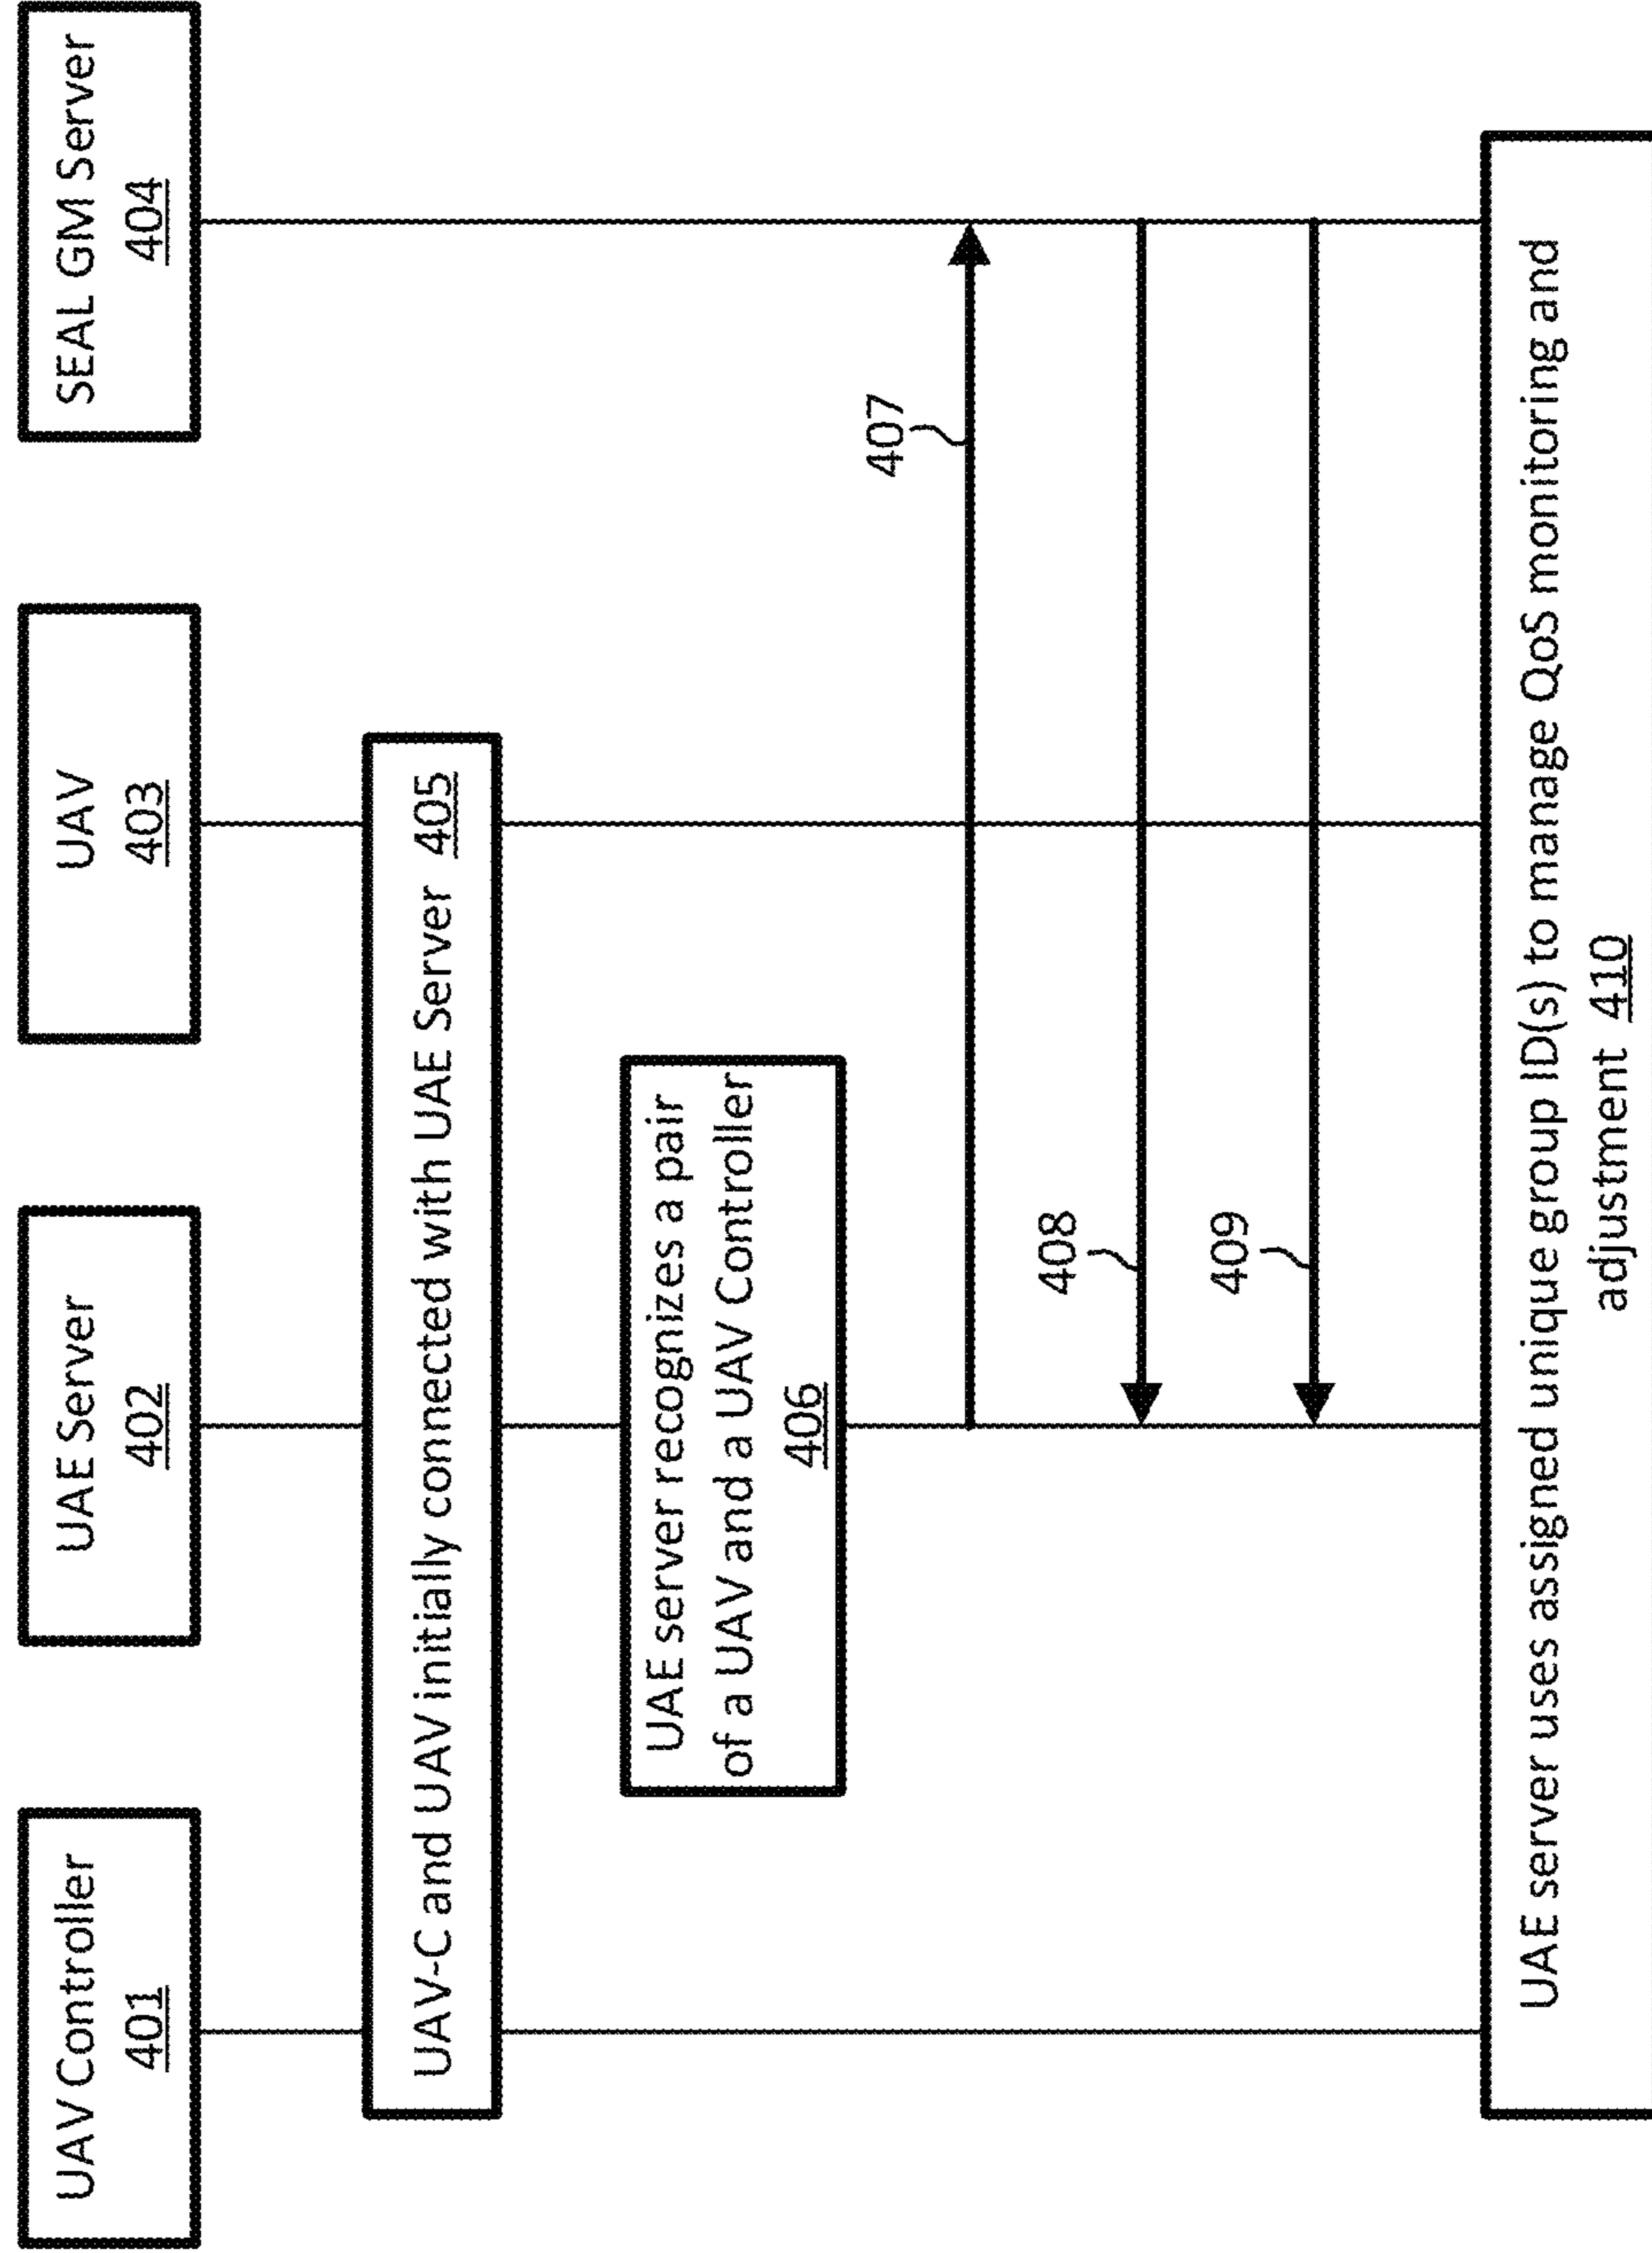 UAV Controller
401
UAE Server
402
UAV
403
SEAL GM Server
404
UAV-C and UAV initially connected with UAE Server 405
UAE server recognizes a pair
of a UAV and a UAV Controller
406
407
408
409
UAE server uses assigned unique group ID(s) to manage QoS monitoring and
adjustment 410